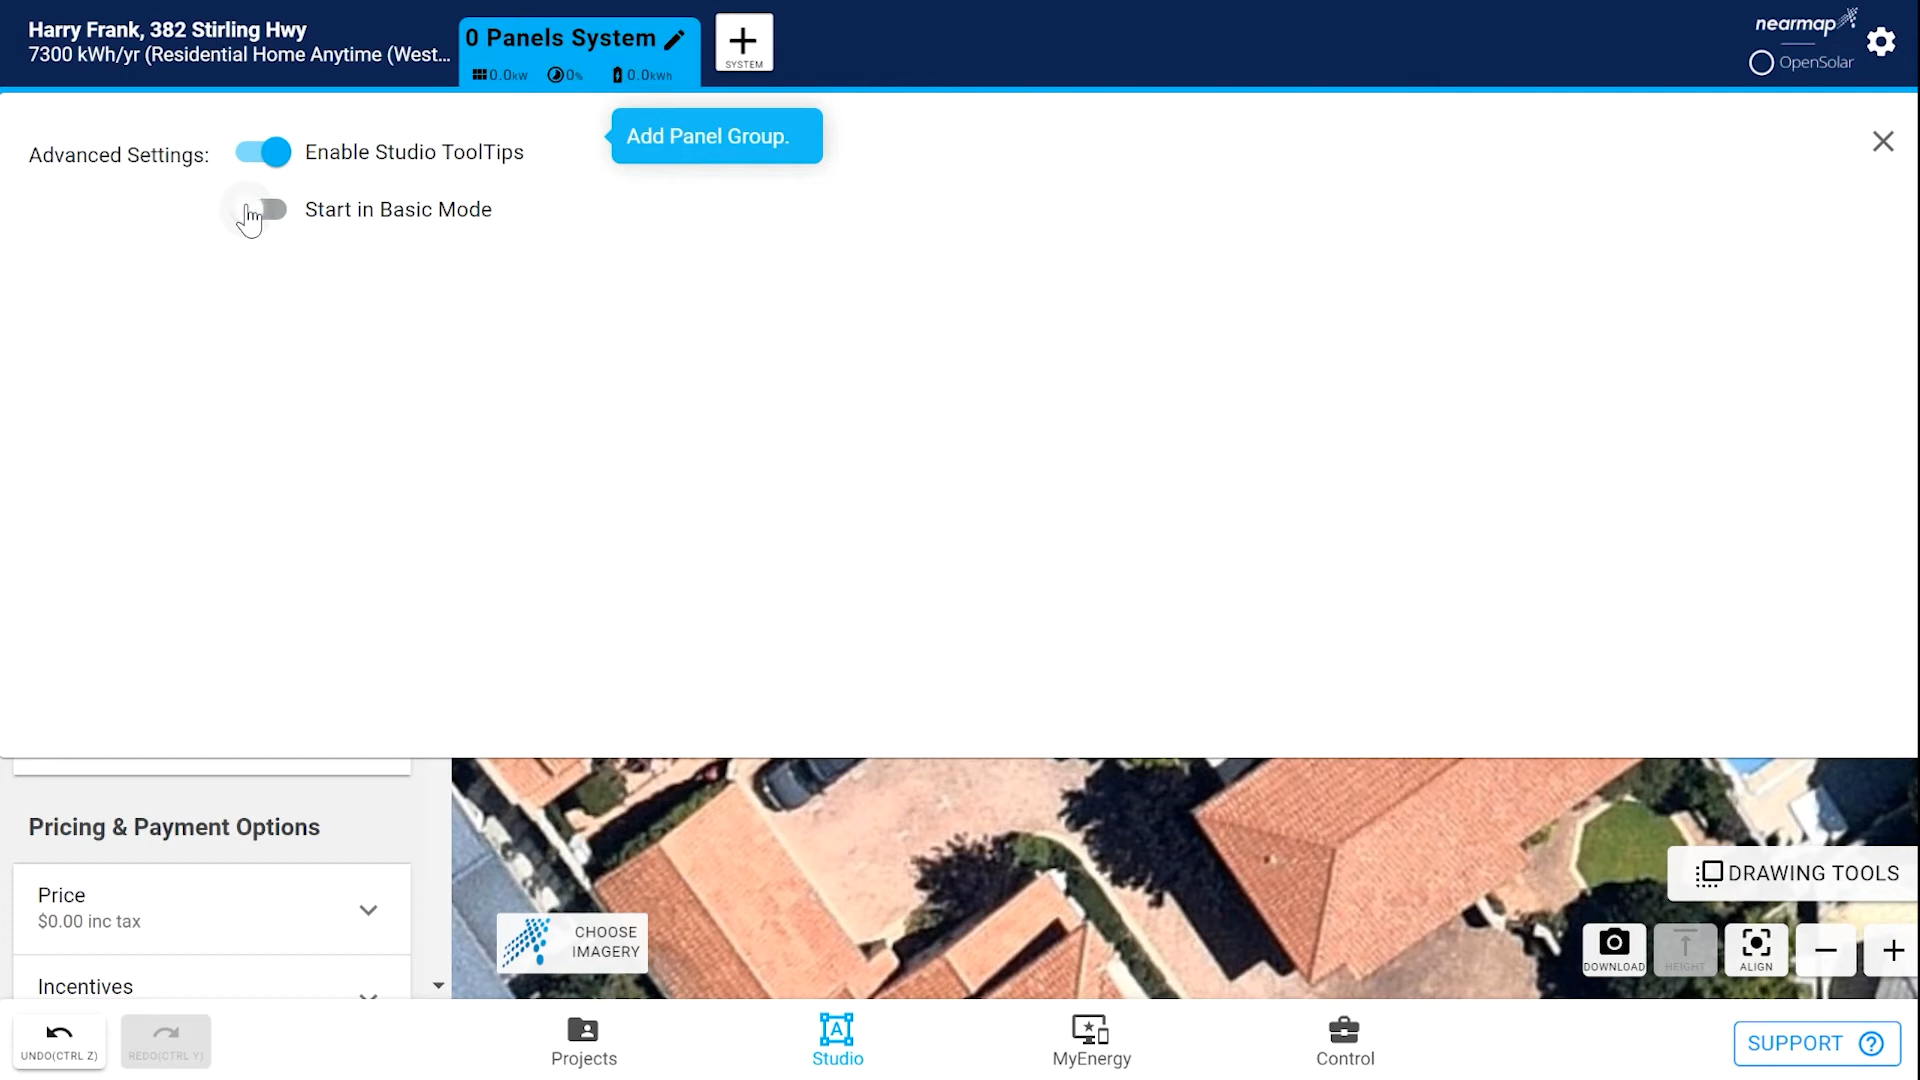 Harry Frank, 382 Stirling Hwy
7300 kWh/yr (Residential Home Anytime (West...
0 Panels System
0.0kW
0%
0.0kWh
SYSTEM
nearmap
OpenSolar
Advanced Settings:
Enable Studio ToolTips
Add Panel Group.
Start in Basic Mode
Pricing & Payment Options
Price
$0.00 inc tax
Incentives
CHOOSE
IMAGERY
DRAWING TOOLS
DOWNLOAD
HEIGHT
ALIGN
UNDO(CTRL Z)
REDO(CTRL Y)
Projects
A
Studio
MyEnergy
Control
SUPPORT